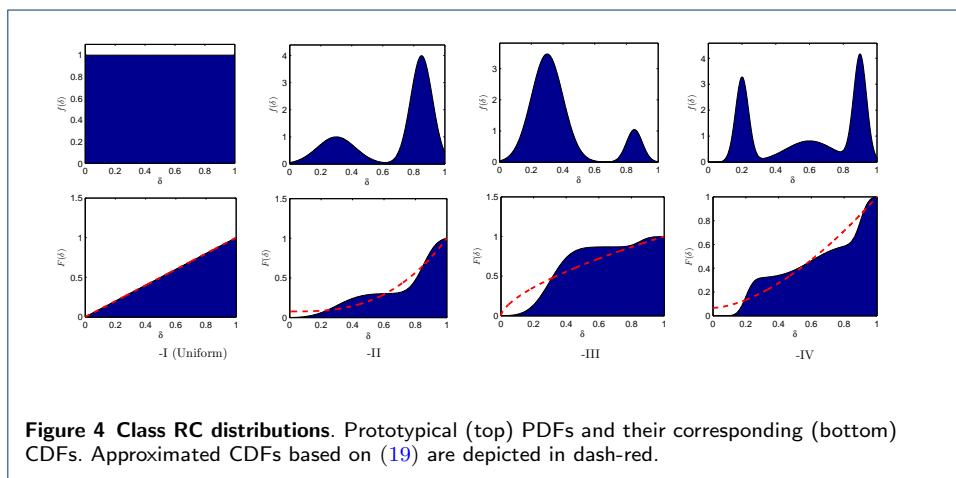 1
0.8
0.6
0.4
0.2
0
f(δ)
0 0.2 0.4 0.6 0.8 1
δ
4
3
2
1
0
f(δ)
0 0.2 0.4 0.6 0.8 1
δ
3
2
1
0
f(δ)
0 0.2 0.4 0.6 0.8 1
δ
4
3
2
1
0
f(δ)
0 0.2 0.4 0.6 0.8 1
δ
1.5
1
0.5
0
F(δ)
0 0.2 0.4 0.6 0.8 1
δ
-I (Uniform)
1.5
1
0.5
0
F(δ)
0 0.2 0.4 0.6 0.8 1
δ
-II
1.5
1
0.5
0
F(δ)
0 0.2 0.4 0.6 0.8 1
δ
-III
1
0.8
0.6
0.4
0.2
0
F(δ)
0 0.2 0.4 0.6 0.8 1
δ
-IV
Figure 4 Class RC distributions. Prototypical (top) PDFs and their corresponding (bottom)
CDFs. Approximated CDFs based on (19) are depicted in dash-red.